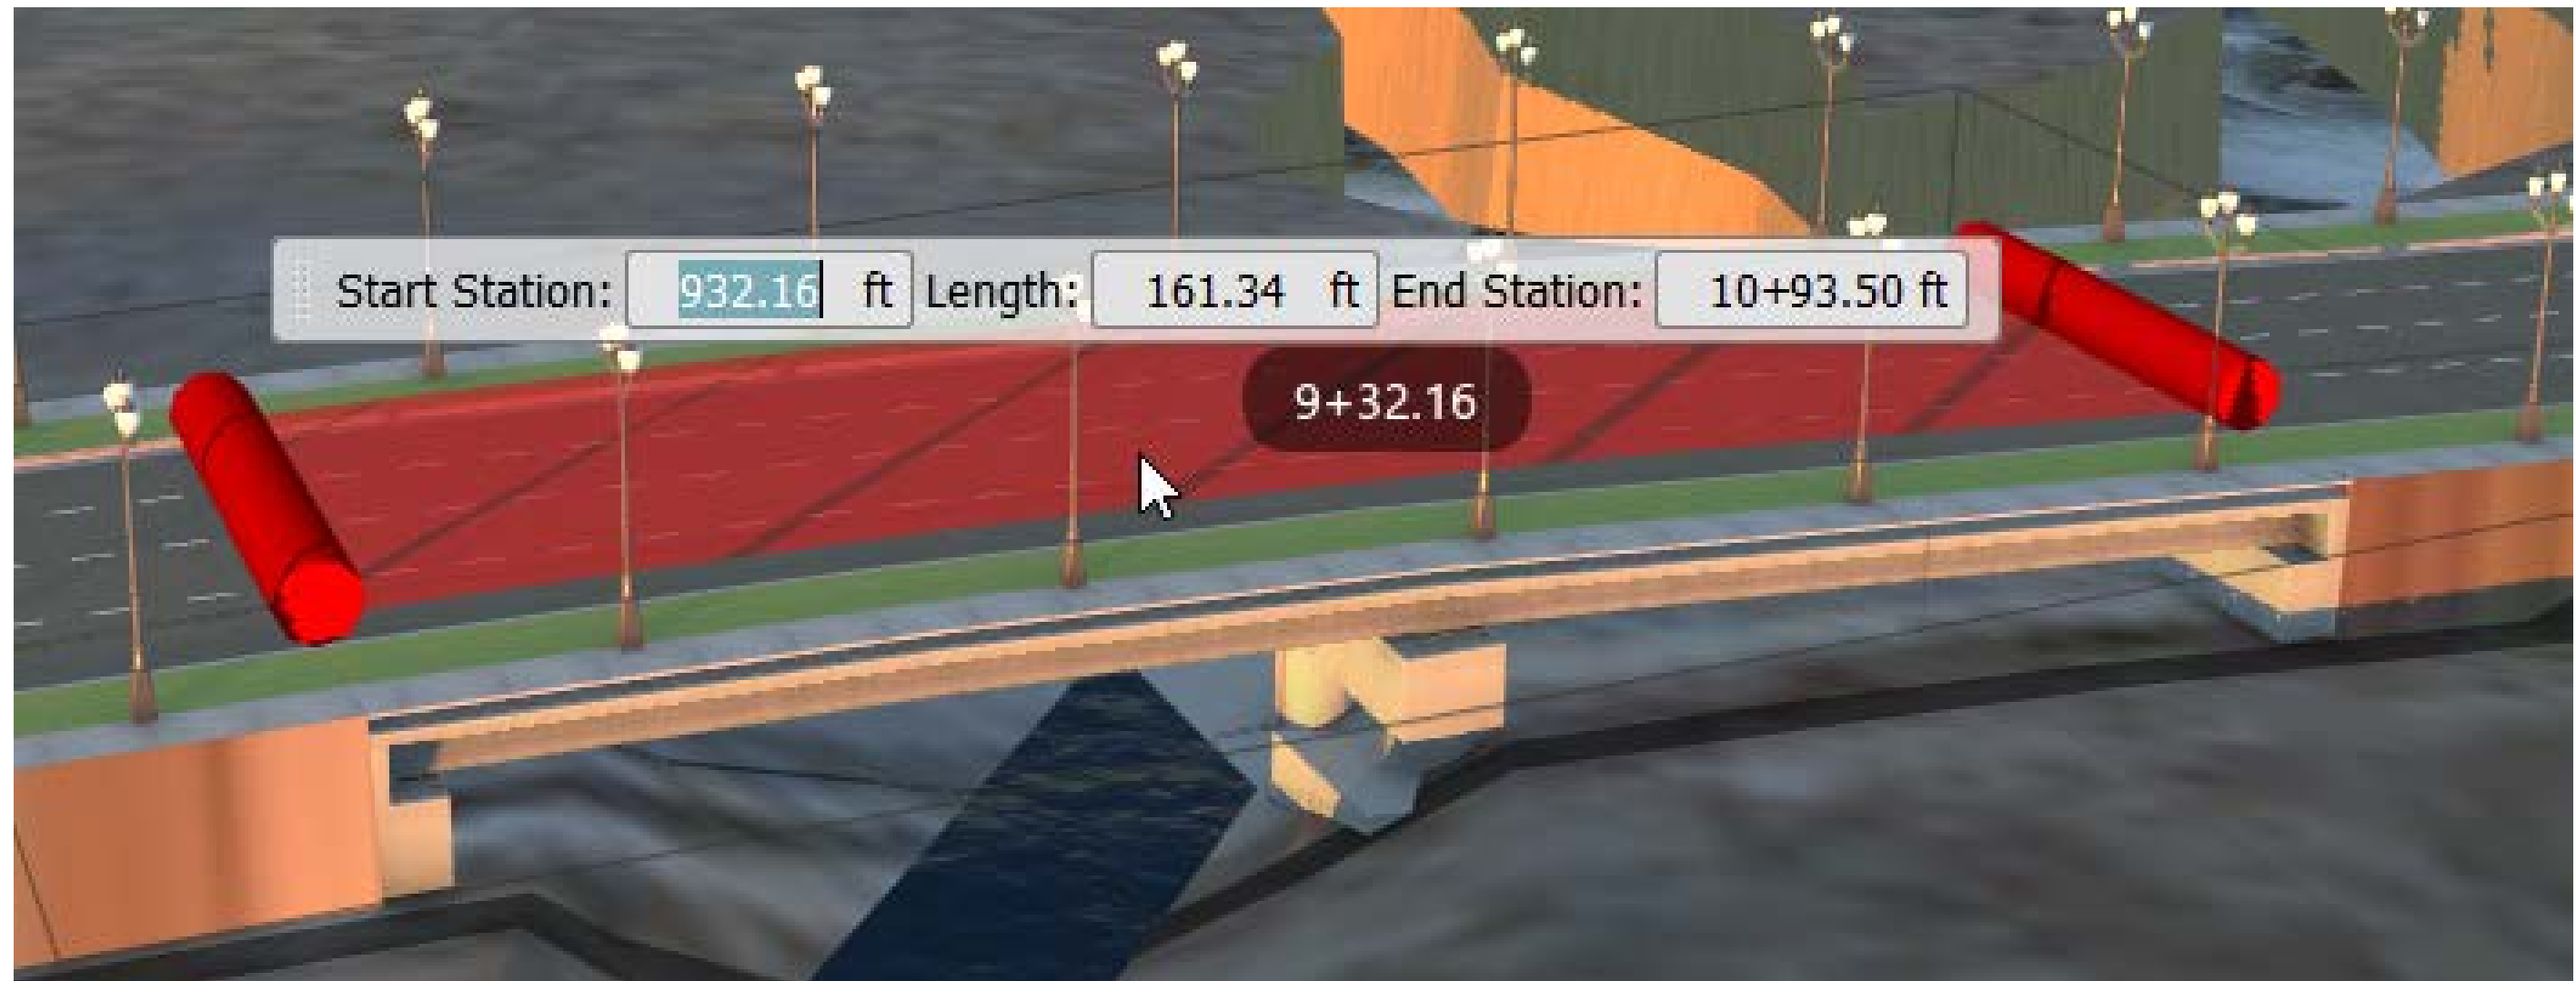 Start Station: 932.16 ft Length: 161.34 ft End Station: 10+93.50 ft
9+32.16